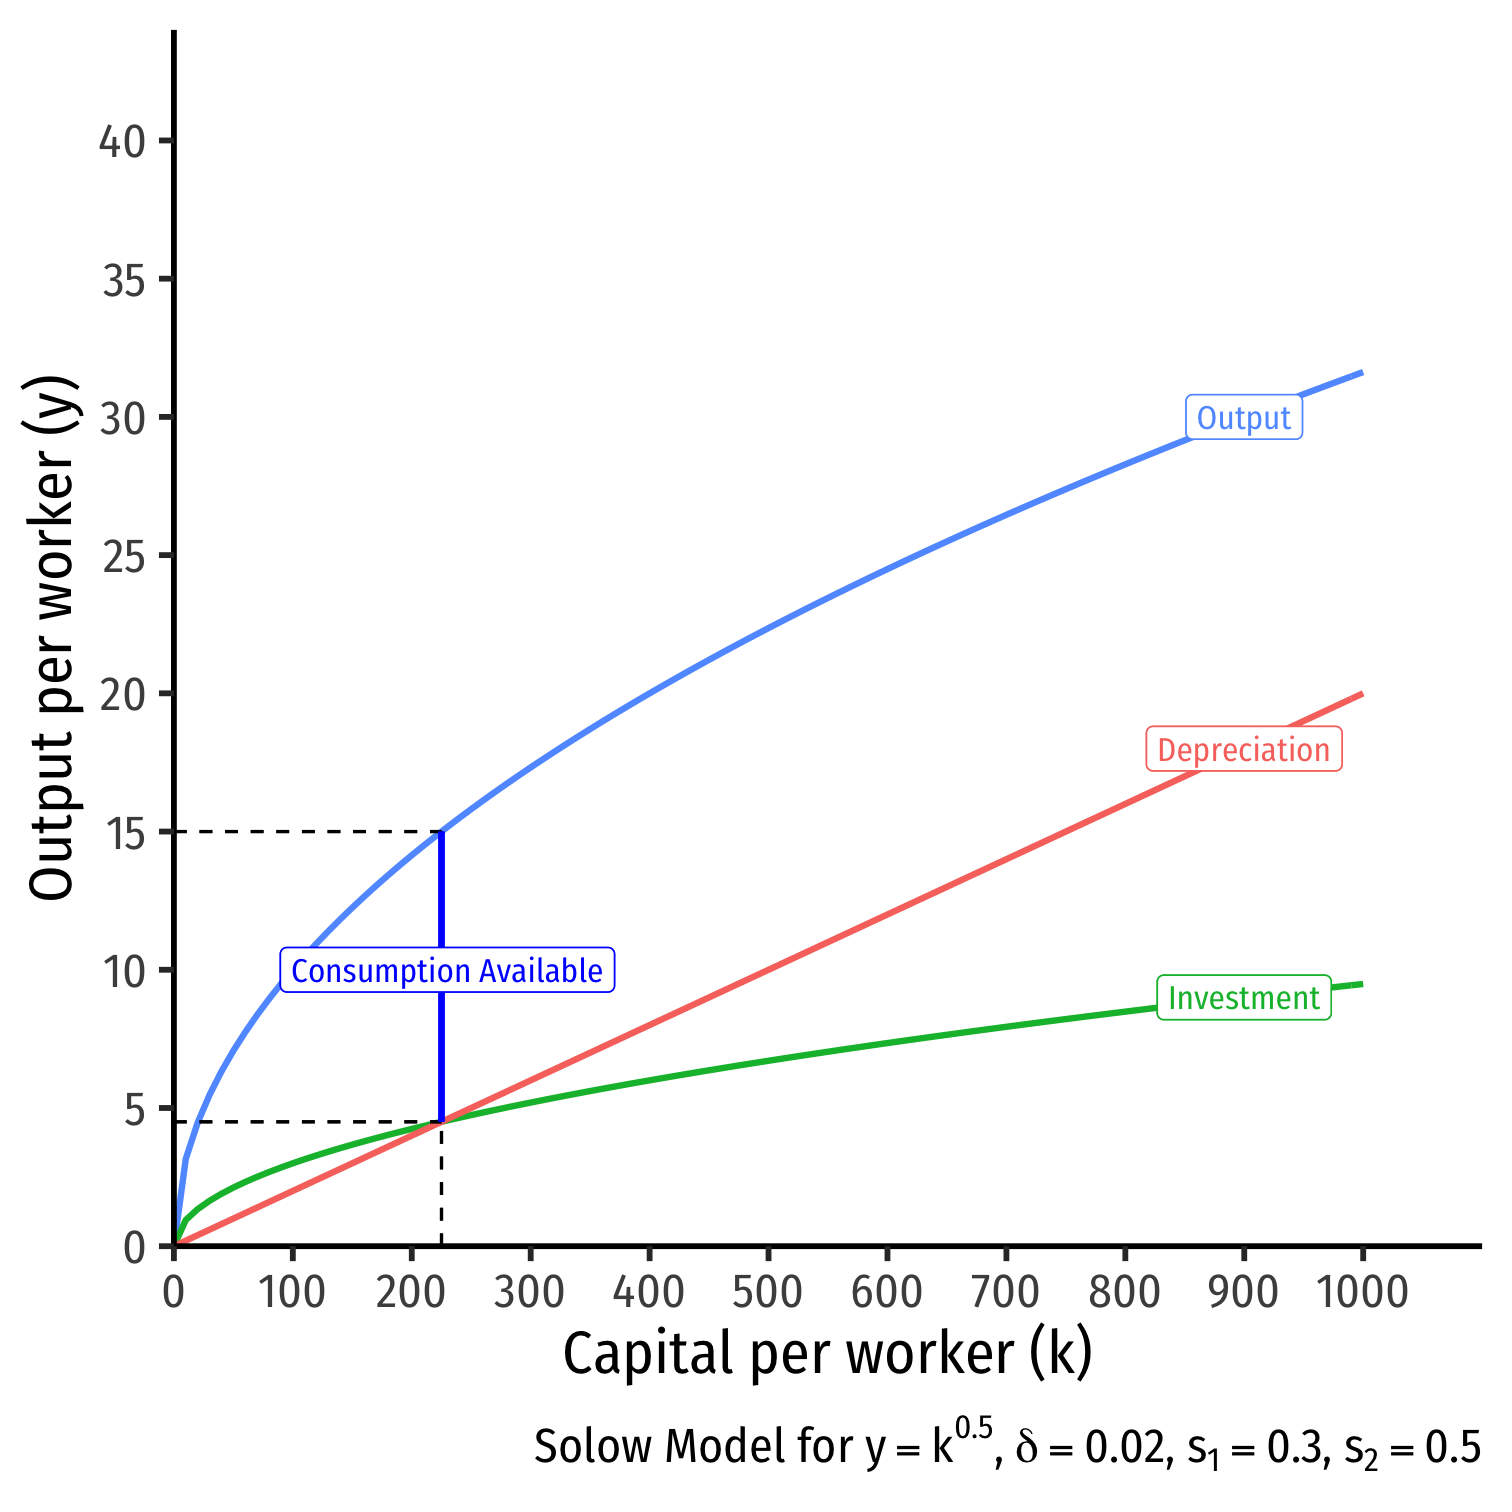 Output per worker (y)
40
35
30
25
20
15
10
5
0
Output
Depreciation
Consumption Available
Investment
0 100 200 300 400 500 600 700 800 900 1000
Capital per worker (k)
Solow Model for y = k^0.5, δ = 0.02, s₁ = 0.3, s₂ = 0.5